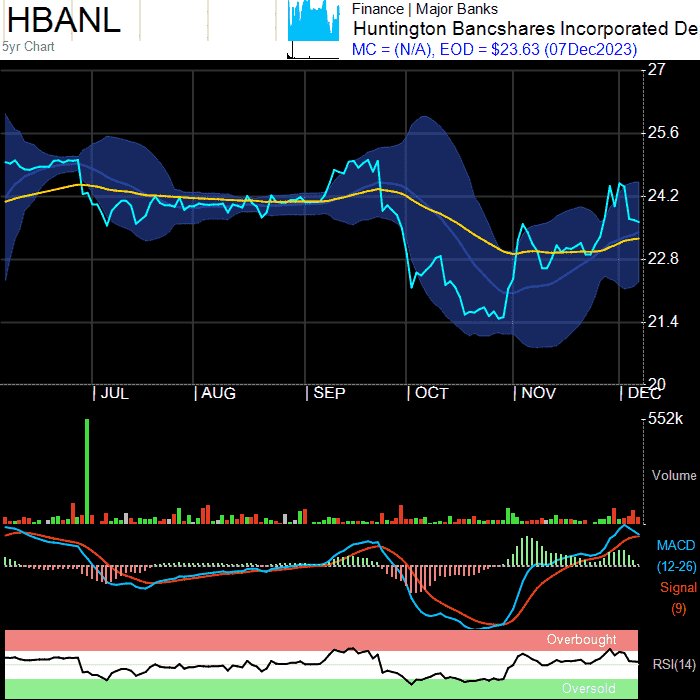 HBANL
5yr Chart
Finance | Major Banks
Huntington Bancshares Incorporated De
MC = (N/A), EOD = $23.63 (07Dec2023)
27
25.6
24.2
22.8
21.4
20
JUL
AUG
SEP
OCT
NOV
DEC
552k
Volume
MACD
(12-26)
Signal
(9)
Overbought
RSI(14)
Oversold